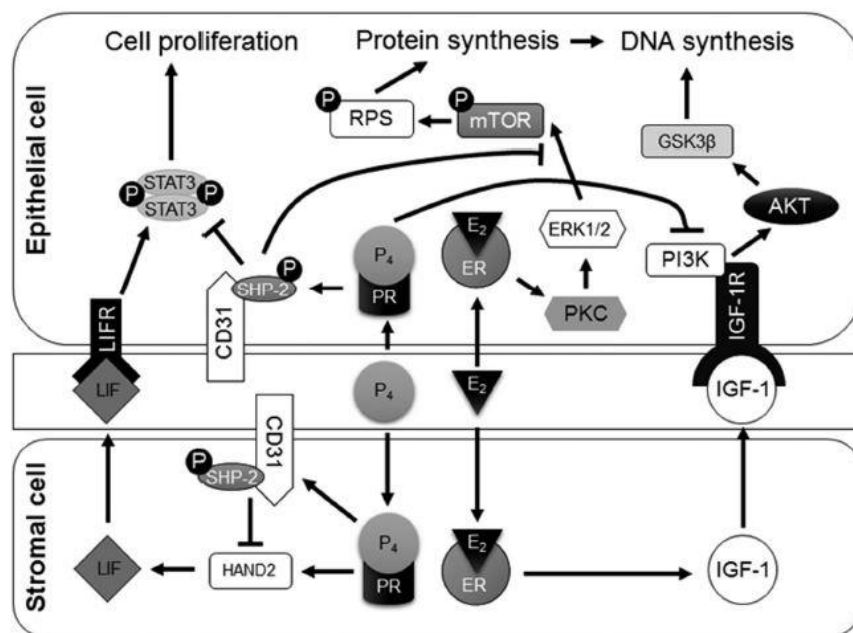 Cell proliferation
Protein synthesis
DNA synthesis
Epithelial cell
P
RPS
P
mTOR
GSK3β
P
STAT3
P
STAT3
AKT
E₂
ER
ERK1/2
PI3K
P₄
PR
P
SHP-2
CD31
PKC
LIFR
IGF-1R
LIF
P₄
E₂
IGF-1
Stromal cell
CD31
P
SHP-2
P₄
PR
E₂
ER
LIF
HAND2
IGF-1